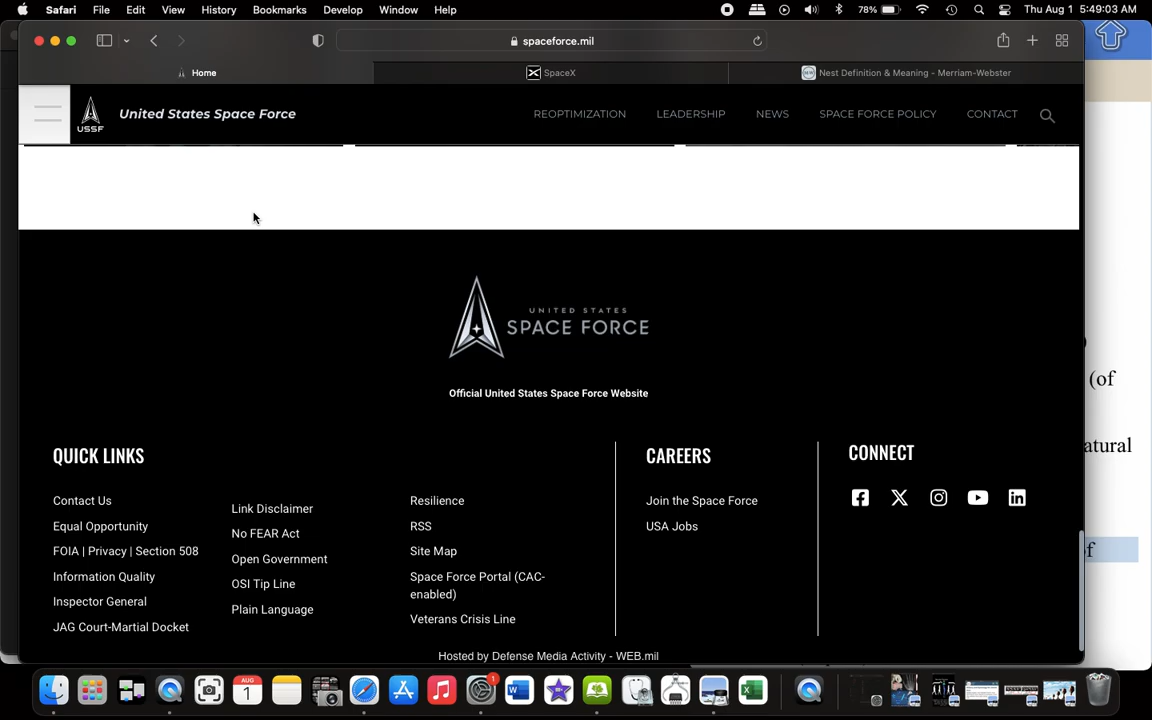 Safari File Edit View History Bookmarks Develop Window Help 78% Thu Aug 1 5:49:03 AM
spaceforce.mil
Home SpaceX Nest Definition & Meaning - Merriam-Webster
USSF United States Space Force REOPTIMIZATION LEADERSHIP NEWS SPACE FORCE POLICY CONTACT
UNITED STATES
SPACE FORCE
(of
Official United States Space Force Website
atural
QUICK LINKS CAREERS CONNECT
Contact Us Link Disclaimer Resilience Join the Space Force
Equal Opportunity No FEAR Act RSS USA Jobs
FOIA | Privacy | Section 508 Open Government Site Map
of
Information Quality OSI Tip Line Space Force Portal (CAC-
enabled)
Inspector General Plain Language Veterans Crisis Line
JAG Court-Martial Docket
Hosted by Defense Media Activity - WEB.mil
AUG
1
1